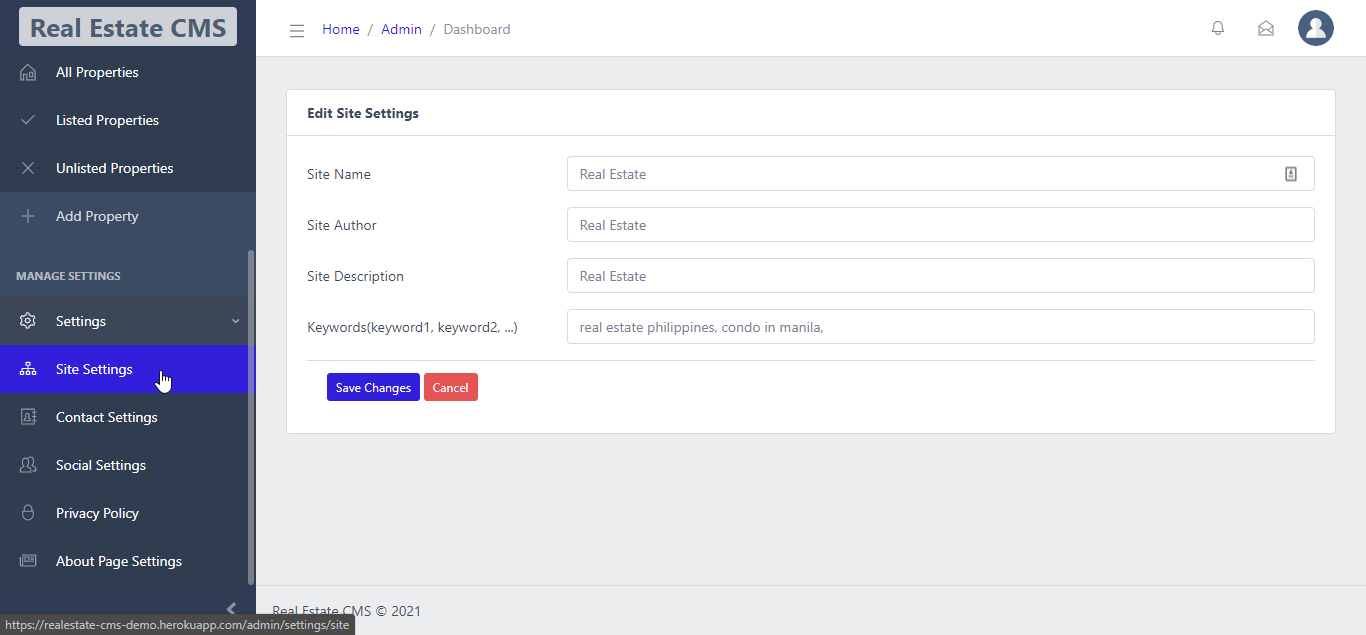 Real Estate CMS
All Properties
Listed Properties
Unlisted Properties
Add Property
MANAGE SETTINGS
Settings
Site Settings
Contact Settings
Social Settings
Privacy Policy
About Page Settings
Home / Admin / Dashboard
Edit Site Settings
Site Name
Real Estate
Site Author
Real Estate
Site Description
Real Estate
Keywords(keyword1, keyword2, ...)
real estate philippines, condo in manila,
Save Changes
Cancel
Real Estate CMS © 2021
https://realestate-cms-demo.herokuapp.com/admin/settings/site